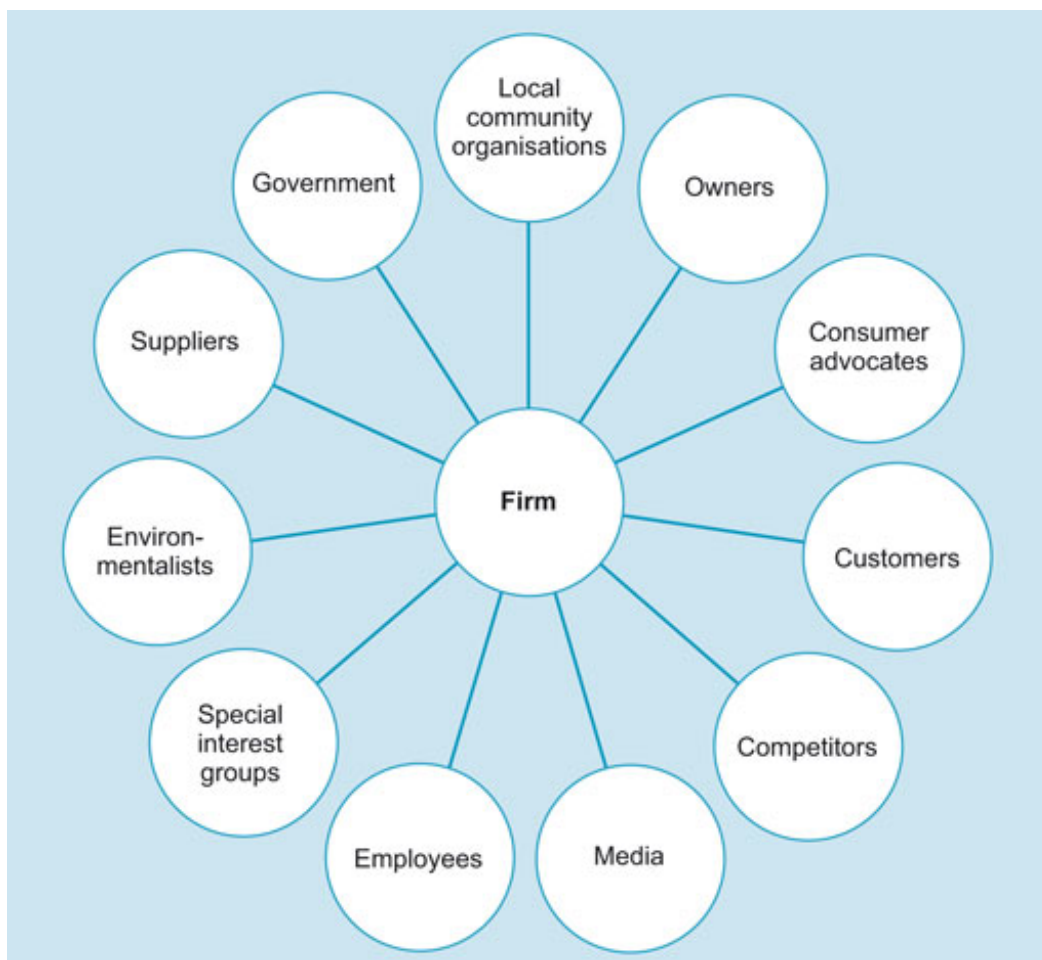 Local
community
organisations
Government
Owners
Suppliers
Consumer
advocates
Firm
Environ-
mentalists
Customers
Special
interest
groups
Competitors
Employees
Media